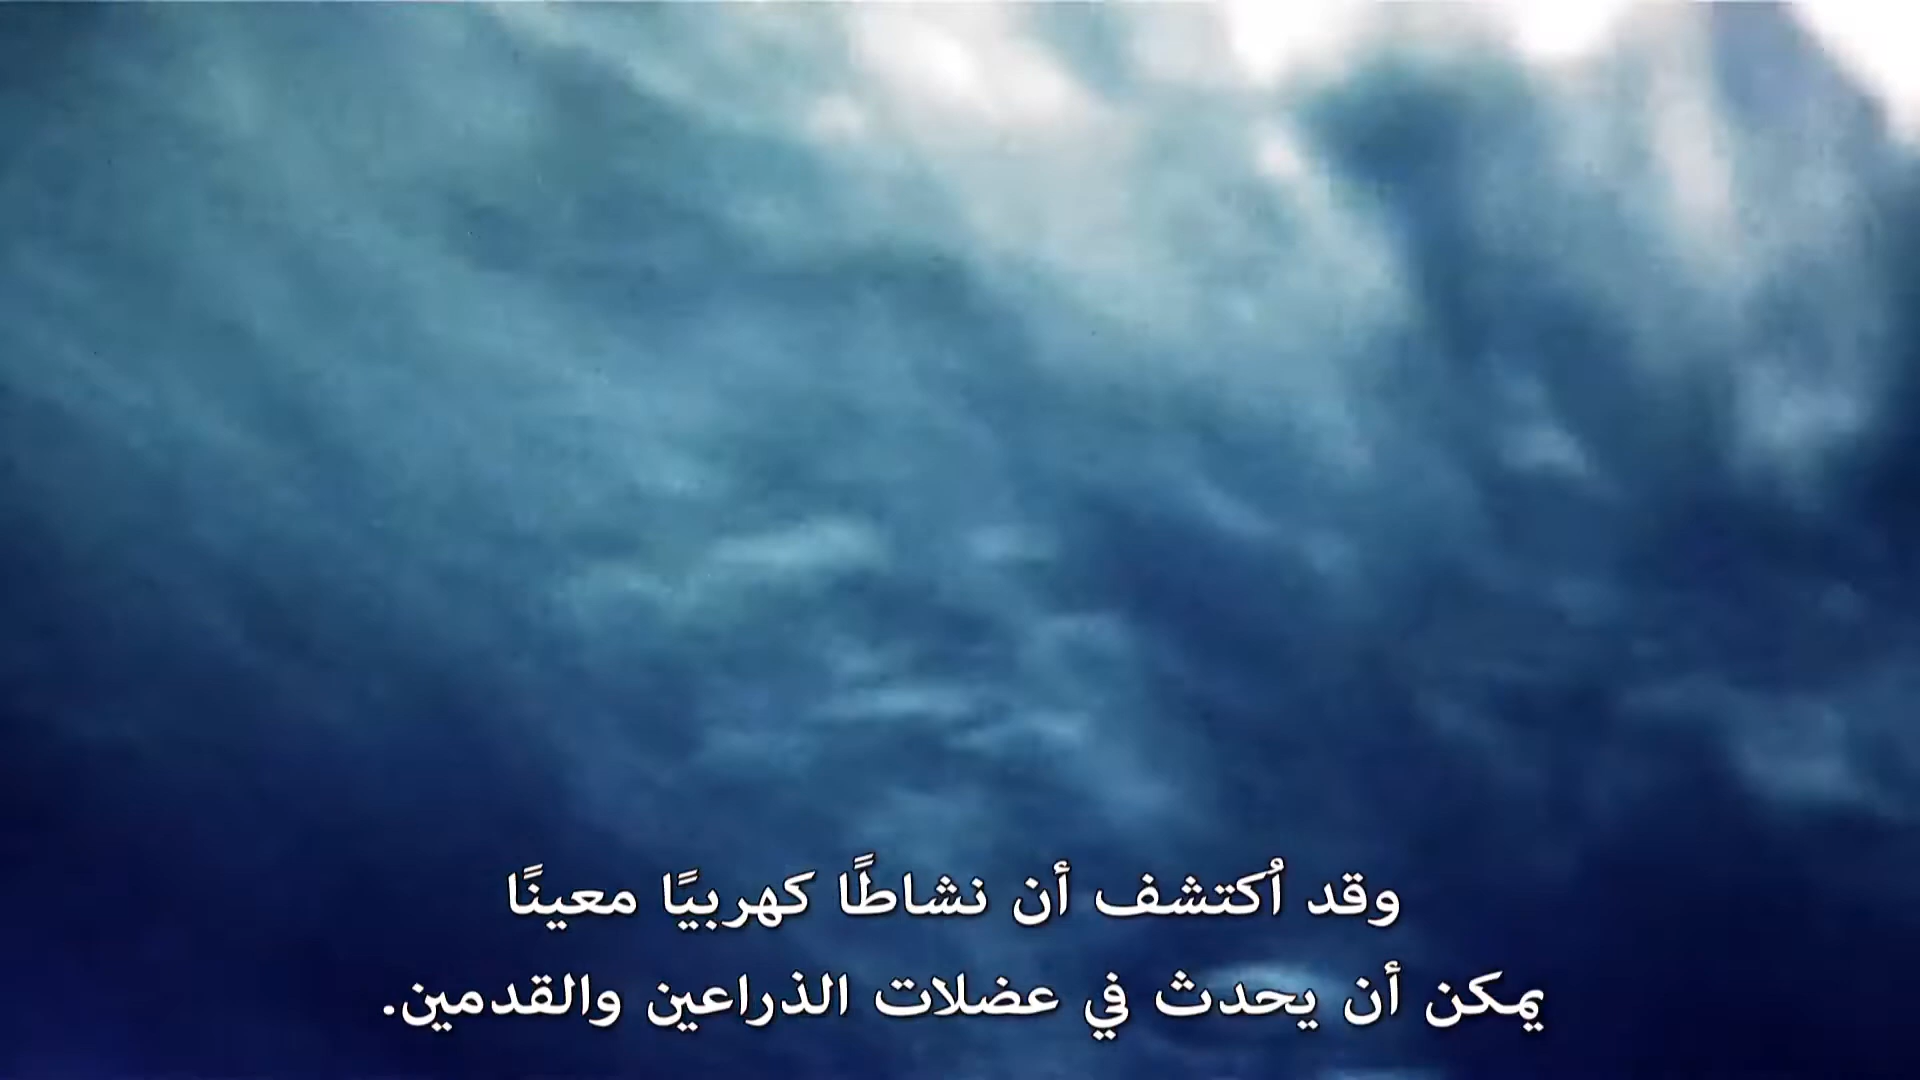 وقد اُكتشف أن نشاطًا كهربيًا معينًا
يمكن أن يحدث في عضلات الذراعين والقدمين.